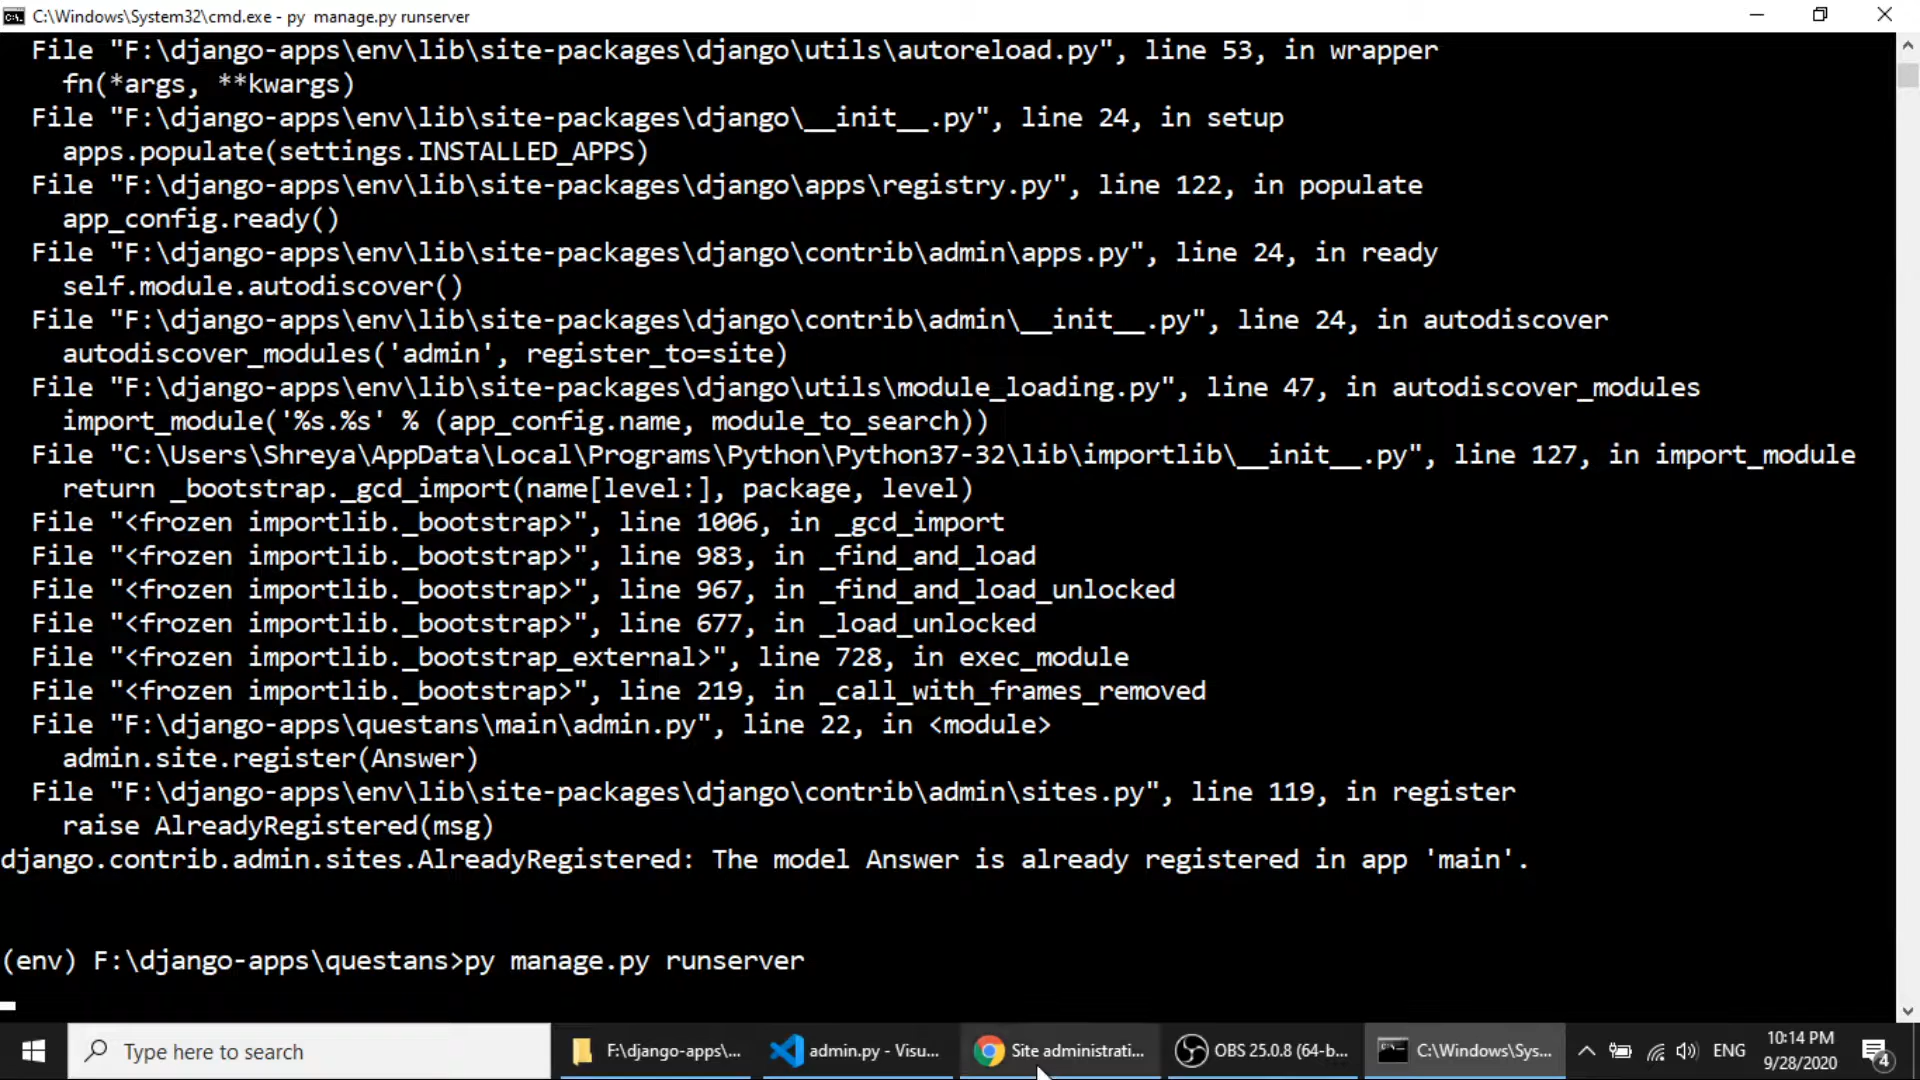 C:\Windows\System32\cmd.exe - py  manage.py runserver
File "F:\django-apps\env\lib\site-packages\django\utils\autoreload.py", line 53, in wrapper
fn(*args, **kwargs)
File "F:\django-apps\env\lib\site-packages\django\__init__.py", line 24, in setup
apps.populate(settings.INSTALLED_APPS)
File "F:\django-apps\env\lib\site-packages\django\apps\registry.py", line 122, in populate
app_config.ready()
File "F:\django-apps\env\lib\site-packages\django\contrib\admin\apps.py", line 24, in ready
self.module.autodiscover()
File "F:\django-apps\env\lib\site-packages\django\contrib\admin\__init__.py", line 24, in autodiscover
autodiscover_modules('admin', register_to=site)
File "F:\django-apps\env\lib\site-packages\django\utils\module_loading.py", line 47, in autodiscover_modules
import_module('%s.%s' % (app_config.name, module_to_search))
File "C:\Users\Shreya\AppData\Local\Programs\Python\Python37-32\lib\importlib\__init__.py", line 127, in import_module
return _bootstrap._gcd_import(name[level:], package, level)
File "<frozen importlib._bootstrap>", line 1006, in _gcd_import
File "<frozen importlib._bootstrap>", line 983, in _find_and_load
File "<frozen importlib._bootstrap>", line 967, in _find_and_load_unlocked
File "<frozen importlib._bootstrap>", line 677, in _load_unlocked
File "<frozen importlib._bootstrap_external>", line 728, in exec_module
File "<frozen importlib._bootstrap>", line 219, in _call_with_frames_removed
File "F:\django-apps\questans\main\admin.py", line 22, in <module>
admin.site.register(Answer)
File "F:\django-apps\env\lib\site-packages\django\contrib\admin\sites.py", line 119, in register
raise AlreadyRegistered(msg)
django.contrib.admin.sites.AlreadyRegistered: The model Answer is already registered in app 'main'.
(env) F:\django-apps\questans>py manage.py runserver
Type here to search
F:\django-apps\...
admin.py - Visu...
Site administrati...
OBS 25.0.8 (64-b...
C:\Windows\Sys...
ENG
10:14 PM
9/28/2020
4